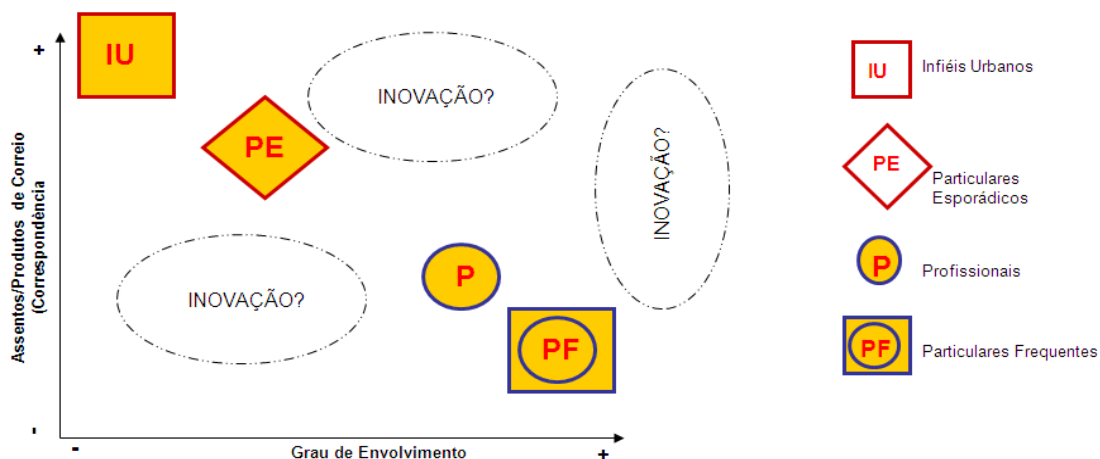 +
IU
PE
INOVAÇÃO?
INOVAÇÃO?
INOVAÇÃO?
P
PF
Assentos/Produtos de Correio
(Correspondência
-
-
Grau de Envolvimento
+
IU
Infiéis Urbanos
PE
Particulares
Esporádicos
P
Profissionais
PF
Particulares Frequentes